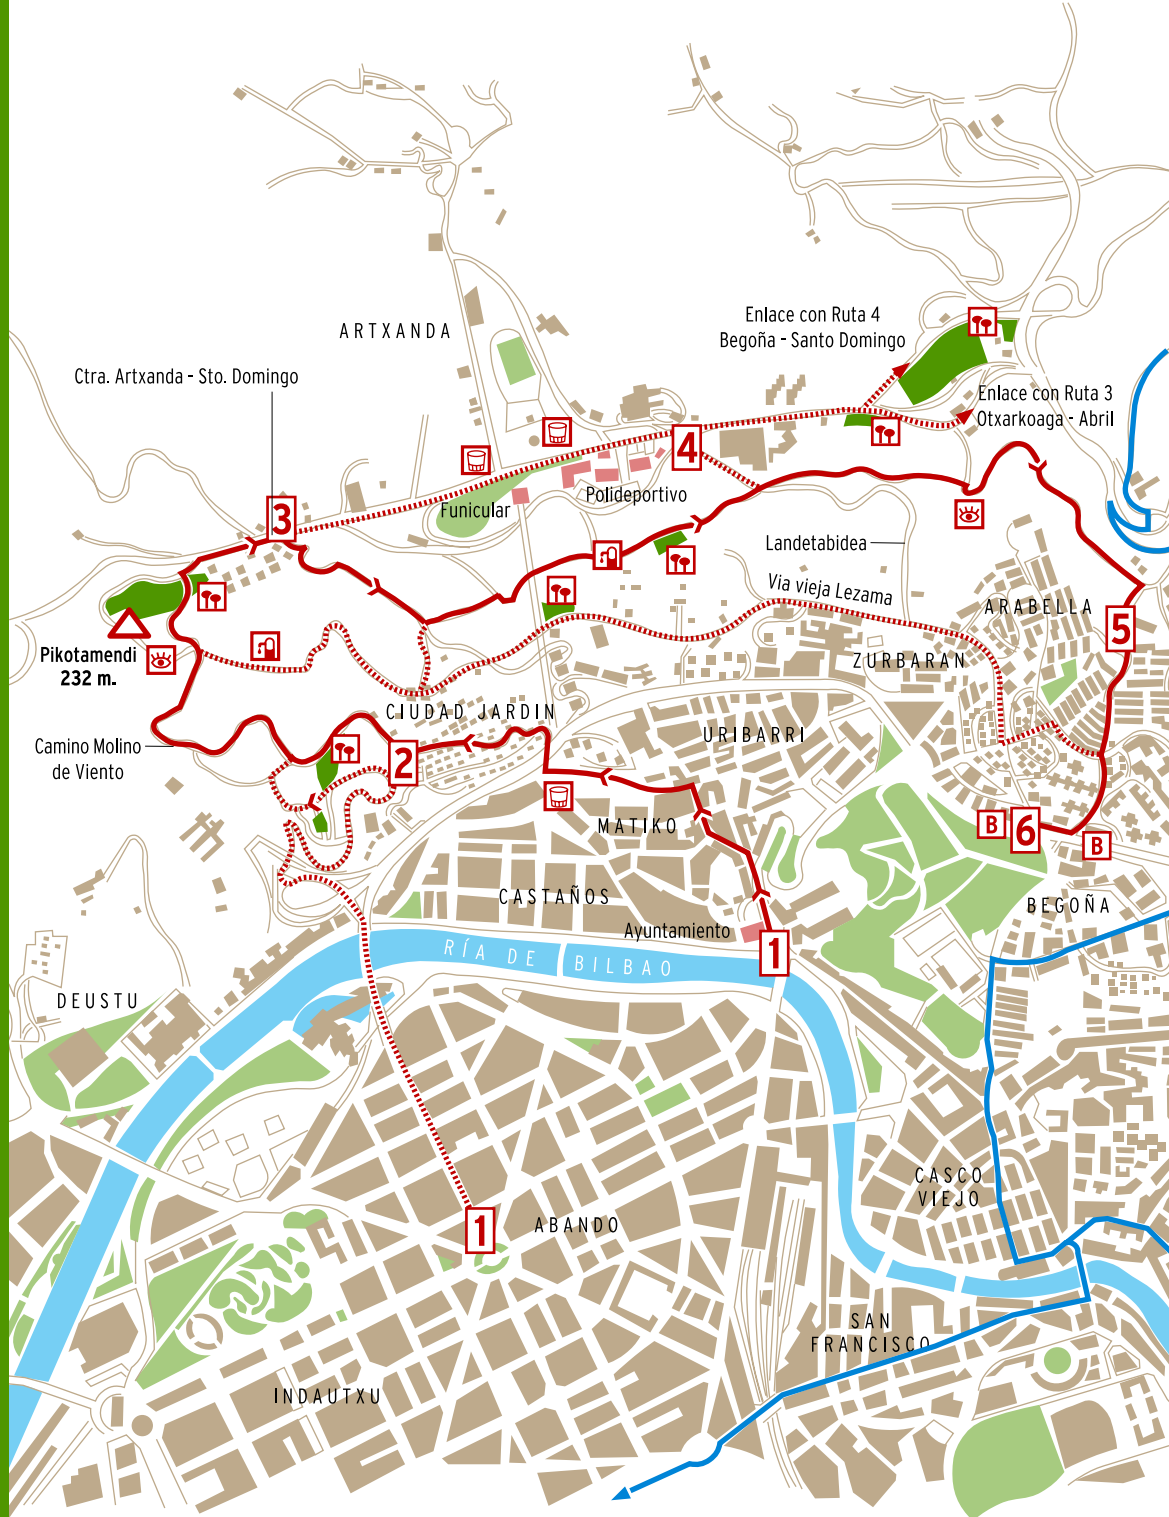 Enlace con Ruta 4
Begoña - Santo Domingo
ARTXANDA
Ctra. Artxanda - Sto. Domingo
Enlace con Ruta 3
Otxarkoaga - Abril
4
Polideportivo
Funicular
3
Landetabidea
Via vieja Lezama
ARABELLA
5
Pikotamendi
232 m.
ZURBARAN
CIUDAD JARDIN
URIBARRI
Camino Molino
de Viento
2
MATIKO
B
6
B
CASTAÑOS
BEGOÑA
Ayuntamiento
1
RÍA DE BILBAO
DEUSTU
CASCO
VIEJO
1
ABANDO
SAN
FRANCISCO
INDAUTXU